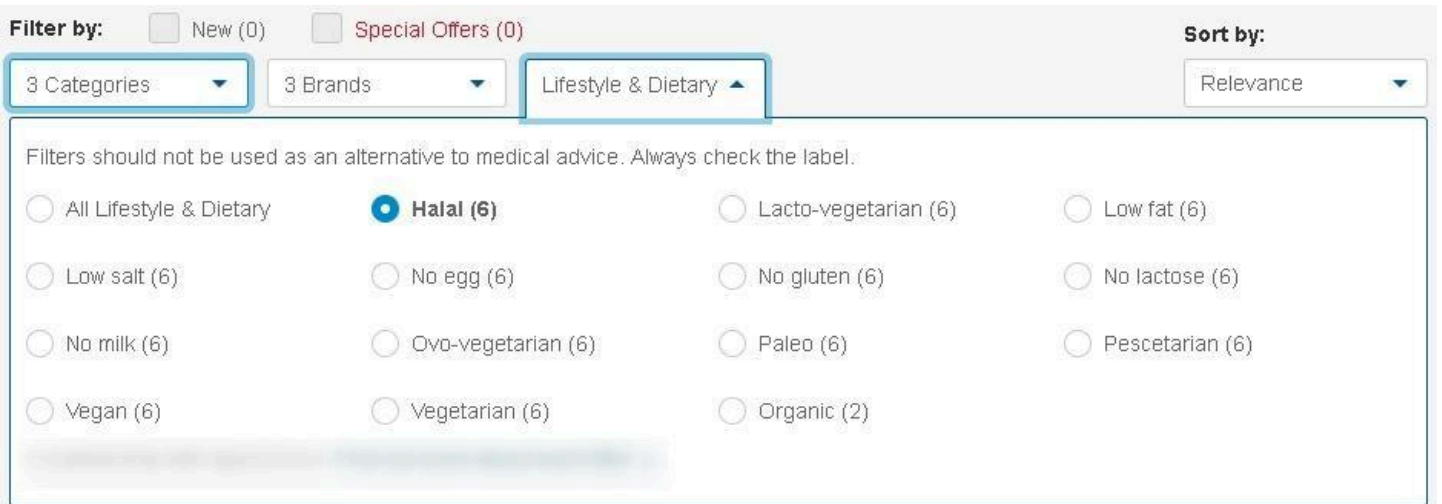 Filter by: New (0) Special Offers (0) Sort by:
3 Categories 3 Brands Lifestyle & Dietary Relevance
Filters should not be used as an alternative to medical advice. Always check the label.
All Lifestyle & Dietary Halal (6) Lacto-vegetarian (6) Low fat (6)
Low salt (6) No egg (6) No gluten (6) No lactose (6)
No milk (6) Ovo-vegetarian (6) Paleo (6) Pescetarian (6)
Vegan (6) Vegetarian (6) Organic (2)